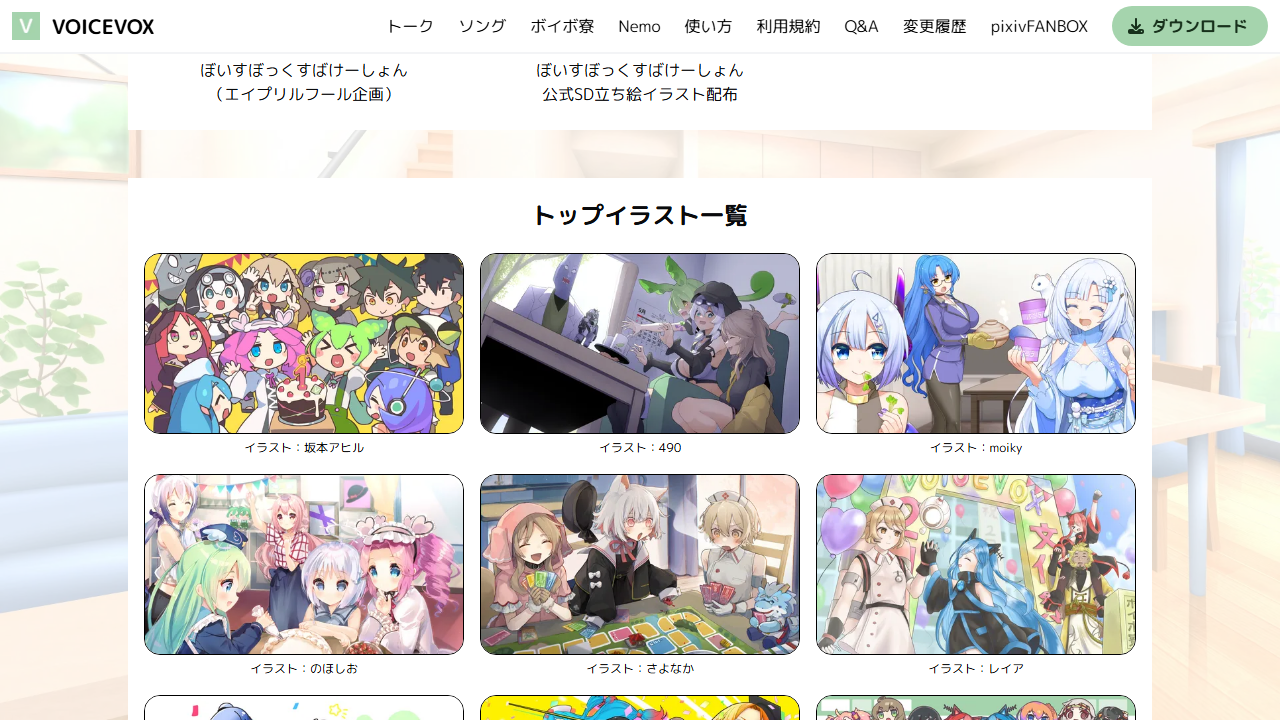 V VOICEVOX
トーク ソング ボイボ寮 Nemo 使い方 利用規約 Q&A 変更履歴 pixivFANBOX ダウンロード
ぼいすぼっくすばけーしょん
（エイプリルフール企画）
ぼいすぼっくすばけーしょん
公式SD立ち絵イラスト配布
トップイラスト一覧
イラスト：坂本アヒル
イラスト：490
イラスト：moiky
VOICEVOX
イラスト：のほしお
イラスト：さよなか
イラスト：レイア